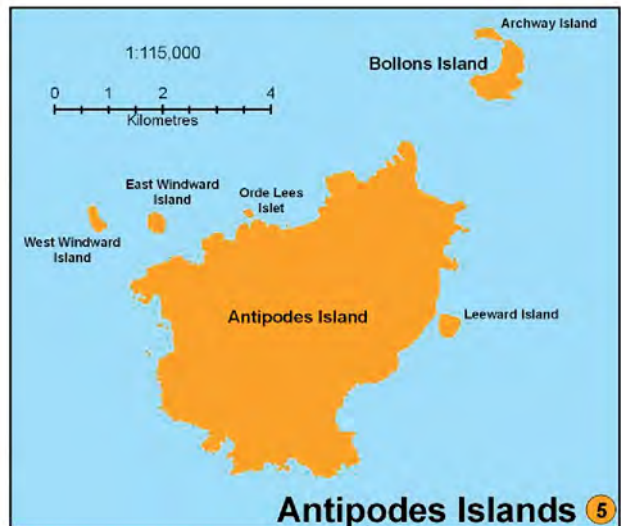 Archway Island
1:115,000
Bollons Island
0 2 4
Kilometres
East Windward
Island
Orde Lees
Islet
West Windward
Island
Antipodes Island
Leeward Island
Antipodes Islands 5